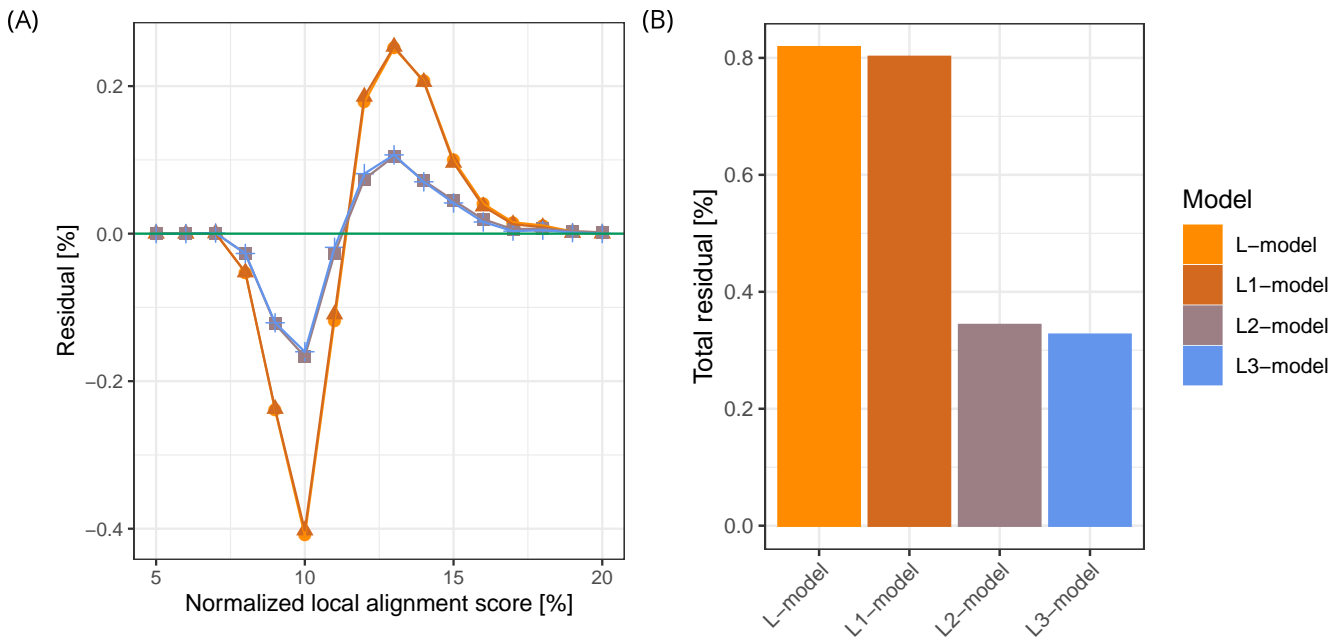 (A)
0.2
0.0
−0.2
−0.4
5
10
15
20
Residual [%]
Normalized local alignment score [%]
(B)
0.8
0.6
0.4
0.2
0.0
Total residual [%]
L−model
L1−model
L2−model
L3−model
Model
L−model
L1−model
L2−model
L3−model